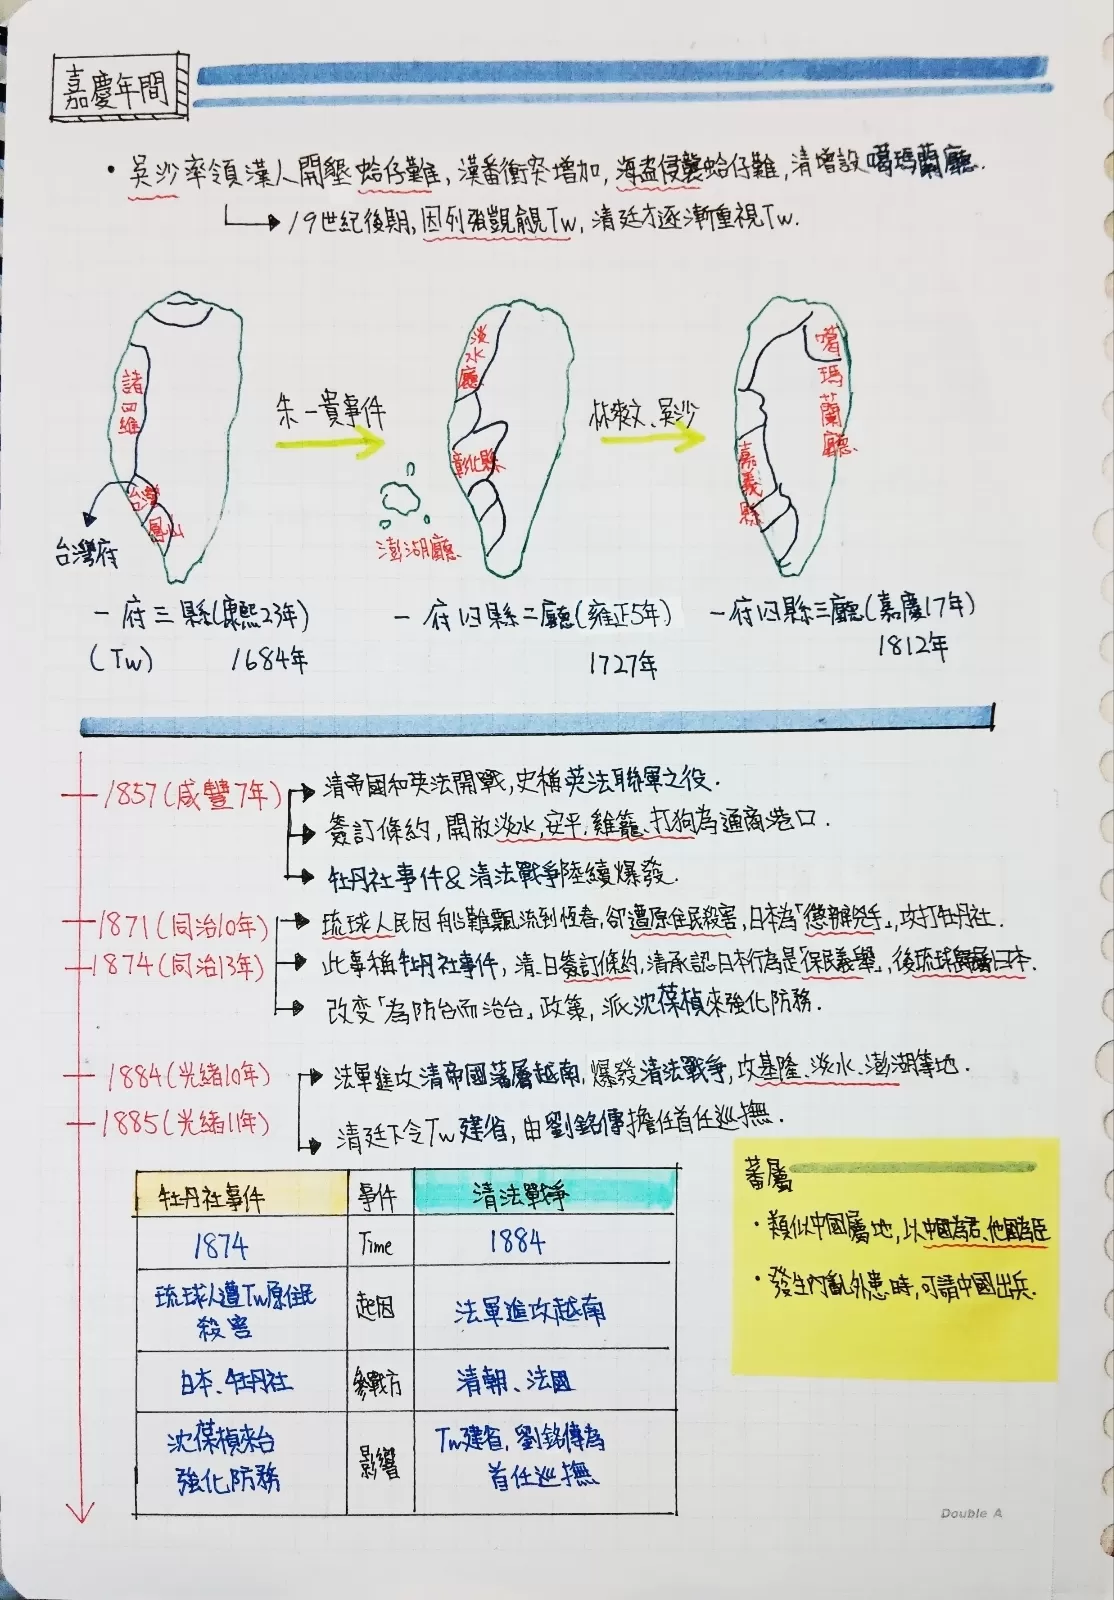 嘉慶年間
・吳沙率領漢人開墾蛤仔難，漢番衝突增加，海盜侵襲蛤仔難，清增設噶瑪蘭廳．
19世紀後期，因列強覬覦Tw，清廷才逐漸重視Tw．
諸羅
台灣
鳳山
台灣府
一府三縣(康熙23年)
(Tw) 1684年
朱一貴事件
淡水廳
彰化縣
澎湖廳
一府四縣二廳(雍正5年)
1727年
林爽文、吳沙
噶瑪蘭廳
嘉義縣
一府四縣三廳(嘉慶17年)
1812年
1857(咸豐7年)
清帝國和英法開戰，史稱英法聯軍之役．
簽訂條約，開放淡水，安平，雞籠、打狗為通商港口．
牡丹社事件&清法戰爭陸續爆發．
1871(同治10年)
琉球人民因船難飄流到恆春，卻遭原住民殺害，日本為「懲辦兇手」，攻打牡丹社．
1874(同治13年)
此事稱牡丹社事件，清、日簽訂條約，清承認日本行為是「保民義舉」，後琉球歸屬日本．
改变「為防台而治台」政策，派沈葆楨來強化防務．
1884(光緒10年)
法軍進攻清帝國藩屬越南，爆發清法戰爭，攻基隆、淡水、澎湖等地．
1885(光緒11年)
清廷下令Tw建省，由劉銘傳擔任首任巡撫．
牡丹社事件 事件 清法戰爭
1874 Time 1884
琉球人遭Tw原住民殺害 起因 法軍進攻越南
日本、牡丹社 參戰方 清朝、法國
沈葆楨來台 強化防務 影響 Tw建省，劉銘傳為首任巡撫
蕃屬
・類似中國屬地，以中國為君、他國為臣
・發生內亂外患時，可請中國出兵．
Double A